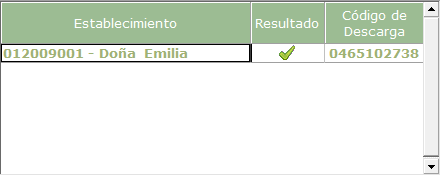 Establecimiento Resultado Código de
Descarga
012009001 - Doña Emilia 0465102738